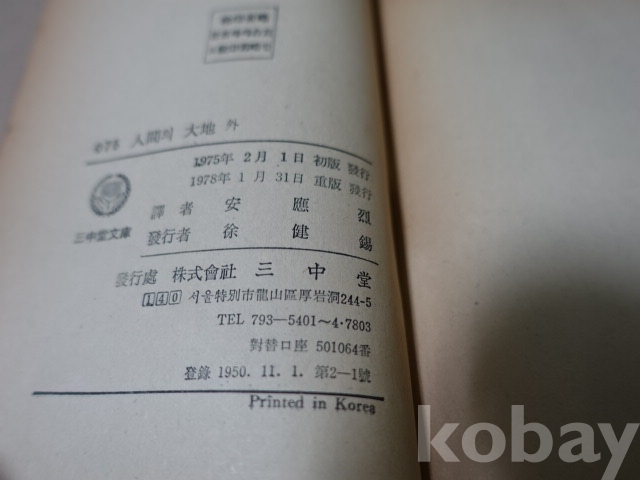 人間의 大地 外
1975年 2月 1日 初版 發行
1978年 1月 31日 重版 發行
譯者 安應烈
三中堂文庫
發行者 徐健錫
發行處 株式會社 三中堂
140 서울特別市龍山區厚岩洞244-5
TEL 793-5401~4·7803
對替口座 501064番
登錄 1950. 11. 1. 第2-1號
Printed in Korea
kobay